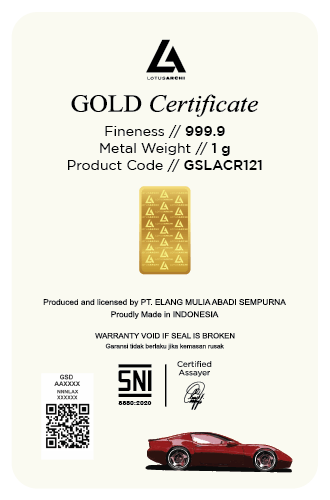 LA
LOTUSARCHI
GOLD Certificate
Fineness // 999.9
Metal Weight // 1 g
Product Code // GSLACR121
Produced and licensed by PT. ELANG MULIA ABADI SEMPURNA
Proudly Made in INDONESIA
WARRANTY VOID IF SEAL IS BROKEN
Garansi tidak berlaku jika kemasan rusak
GSD
AAXXXX
NNNLAX
XXXXXX
SNI
8880:2020
Certified
Assayer